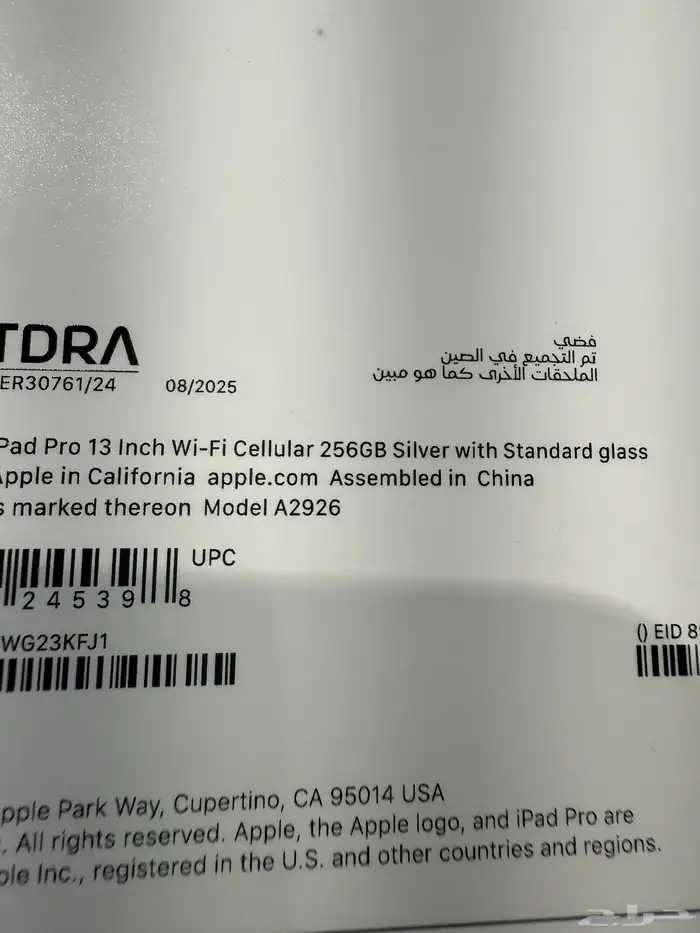 TDRA
ER30761/24 08/2025
فضي
تم التجميع في الصين
الملحقات الأخرى كما هو مبين
Pad Pro 13 Inch Wi-Fi Cellular 256GB Silver with Standard glass
Apple in California apple.com Assembled in China
s marked thereon Model A2926
UPC
24539 8
WG23KFJ1
() EID 8
pple Park Way, Cupertino, CA 95014 USA
. All rights reserved. Apple, the Apple logo, and iPad Pro are
ple Inc., registered in the U.S. and other countries and regions.
حراج